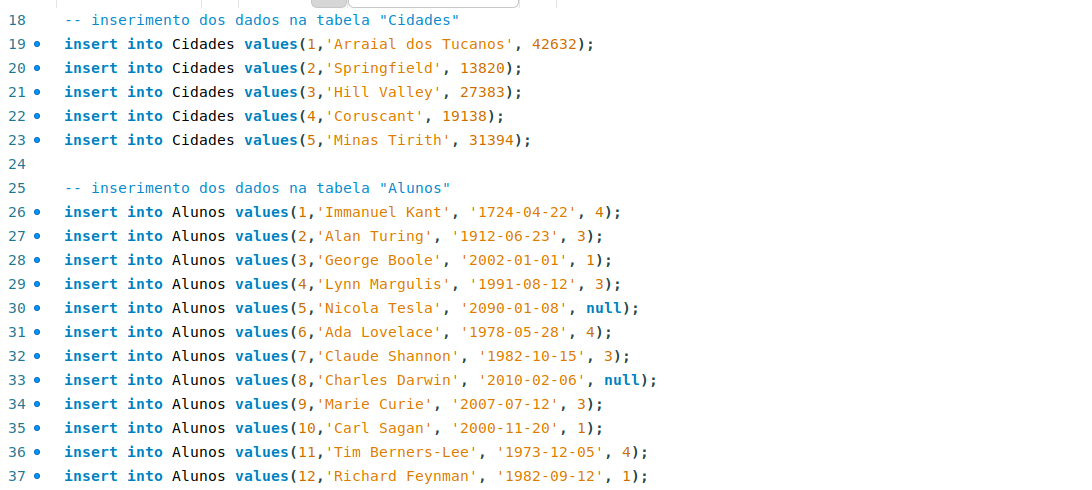 18 -- inserimento dos dados na tabela "Cidades"
19 insert into Cidades values(1,'Arraial dos Tucanos', 42632);
20 insert into Cidades values(2,'Springfield', 13820);
21 insert into Cidades values(3,'Hill Valley', 27383);
22 insert into Cidades values(4,'Coruscant', 19138);
23 insert into Cidades values(5,'Minas Tirith', 31394);
24
25 -- inserimento dos dados na tabela "Alunos"
26 insert into Alunos values(1,'Immanuel Kant', '1724-04-22', 4);
27 insert into Alunos values(2,'Alan Turing', '1912-06-23', 3);
28 insert into Alunos values(3,'George Boole', '2002-01-01', 1);
29 insert into Alunos values(4,'Lynn Margulis', '1991-08-12', 3);
30 insert into Alunos values(5,'Nicola Tesla', '2090-01-08', null);
31 insert into Alunos values(6,'Ada Lovelace', '1978-05-28', 4);
32 insert into Alunos values(7,'Claude Shannon', '1982-10-15', 3);
33 insert into Alunos values(8,'Charles Darwin', '2010-02-06', null);
34 insert into Alunos values(9,'Marie Curie', '2007-07-12', 3);
35 insert into Alunos values(10,'Carl Sagan', '2000-11-20', 1);
36 insert into Alunos values(11,'Tim Berners-Lee', '1973-12-05', 4);
37 insert into Alunos values(12,'Richard Feynman', '1982-09-12', 1);